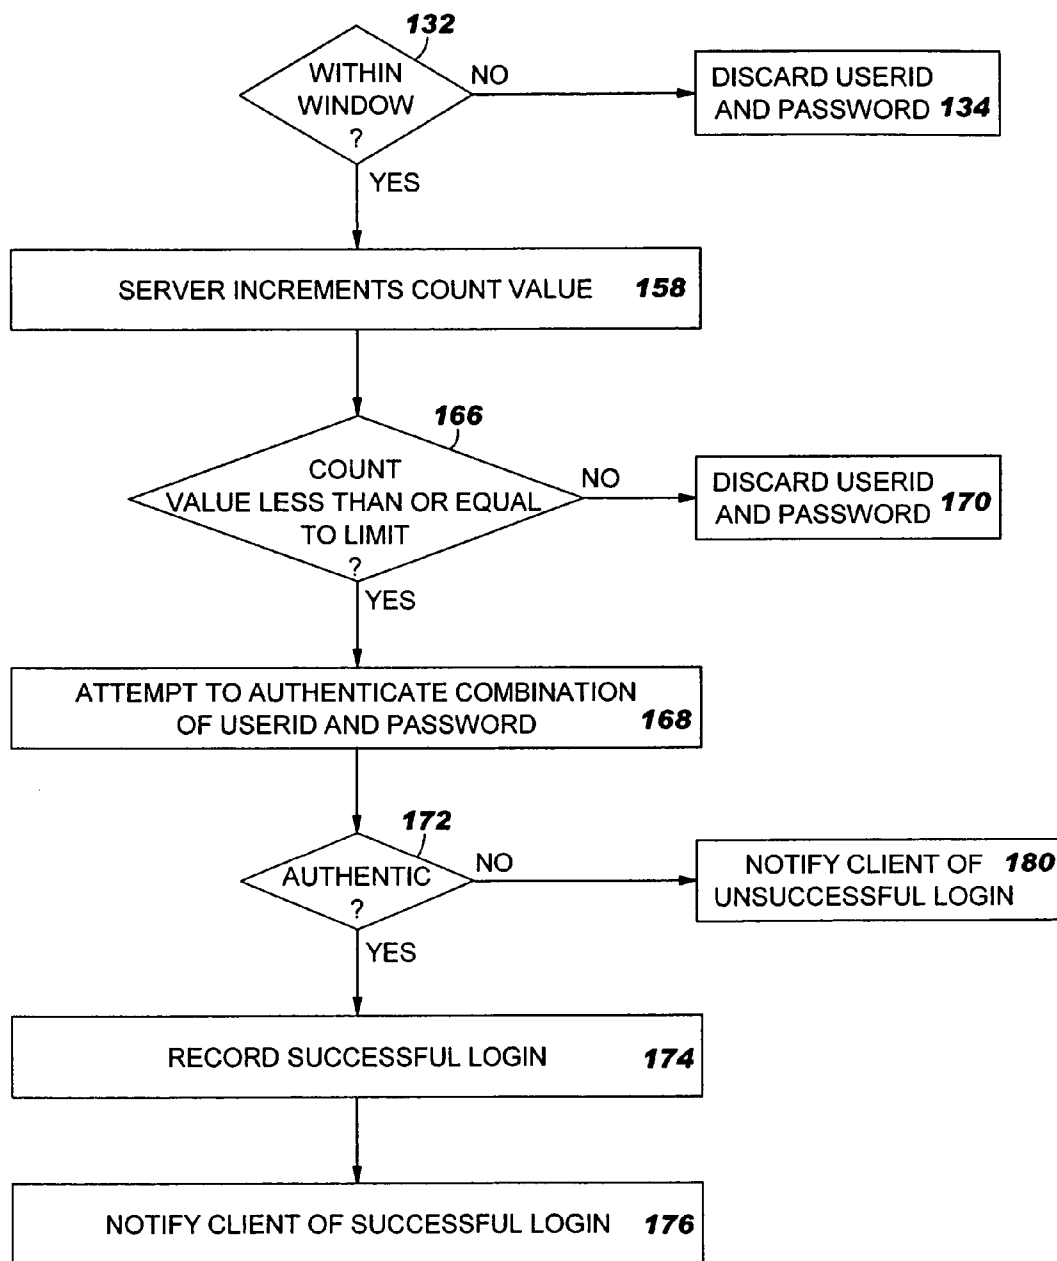 132
WITHIN
WINDOW
?
NO
DISCARD USERID
AND PASSWORD 134
YES
SERVER INCREMENTS COUNT VALUE 158
166
COUNT
VALUE LESS THAN OR EQUAL
TO LIMIT
?
NO
DISCARD USERID
AND PASSWORD 170
YES
ATTEMPT TO AUTHENTICATE COMBINATION
OF USERID AND PASSWORD 168
172
AUTHENTIC
?
NO
NOTIFY CLIENT OF 180
UNSUCCESSFUL LOGIN
YES
RECORD SUCCESSFUL LOGIN 174
NOTIFY CLIENT OF SUCCESSFUL LOGIN 176